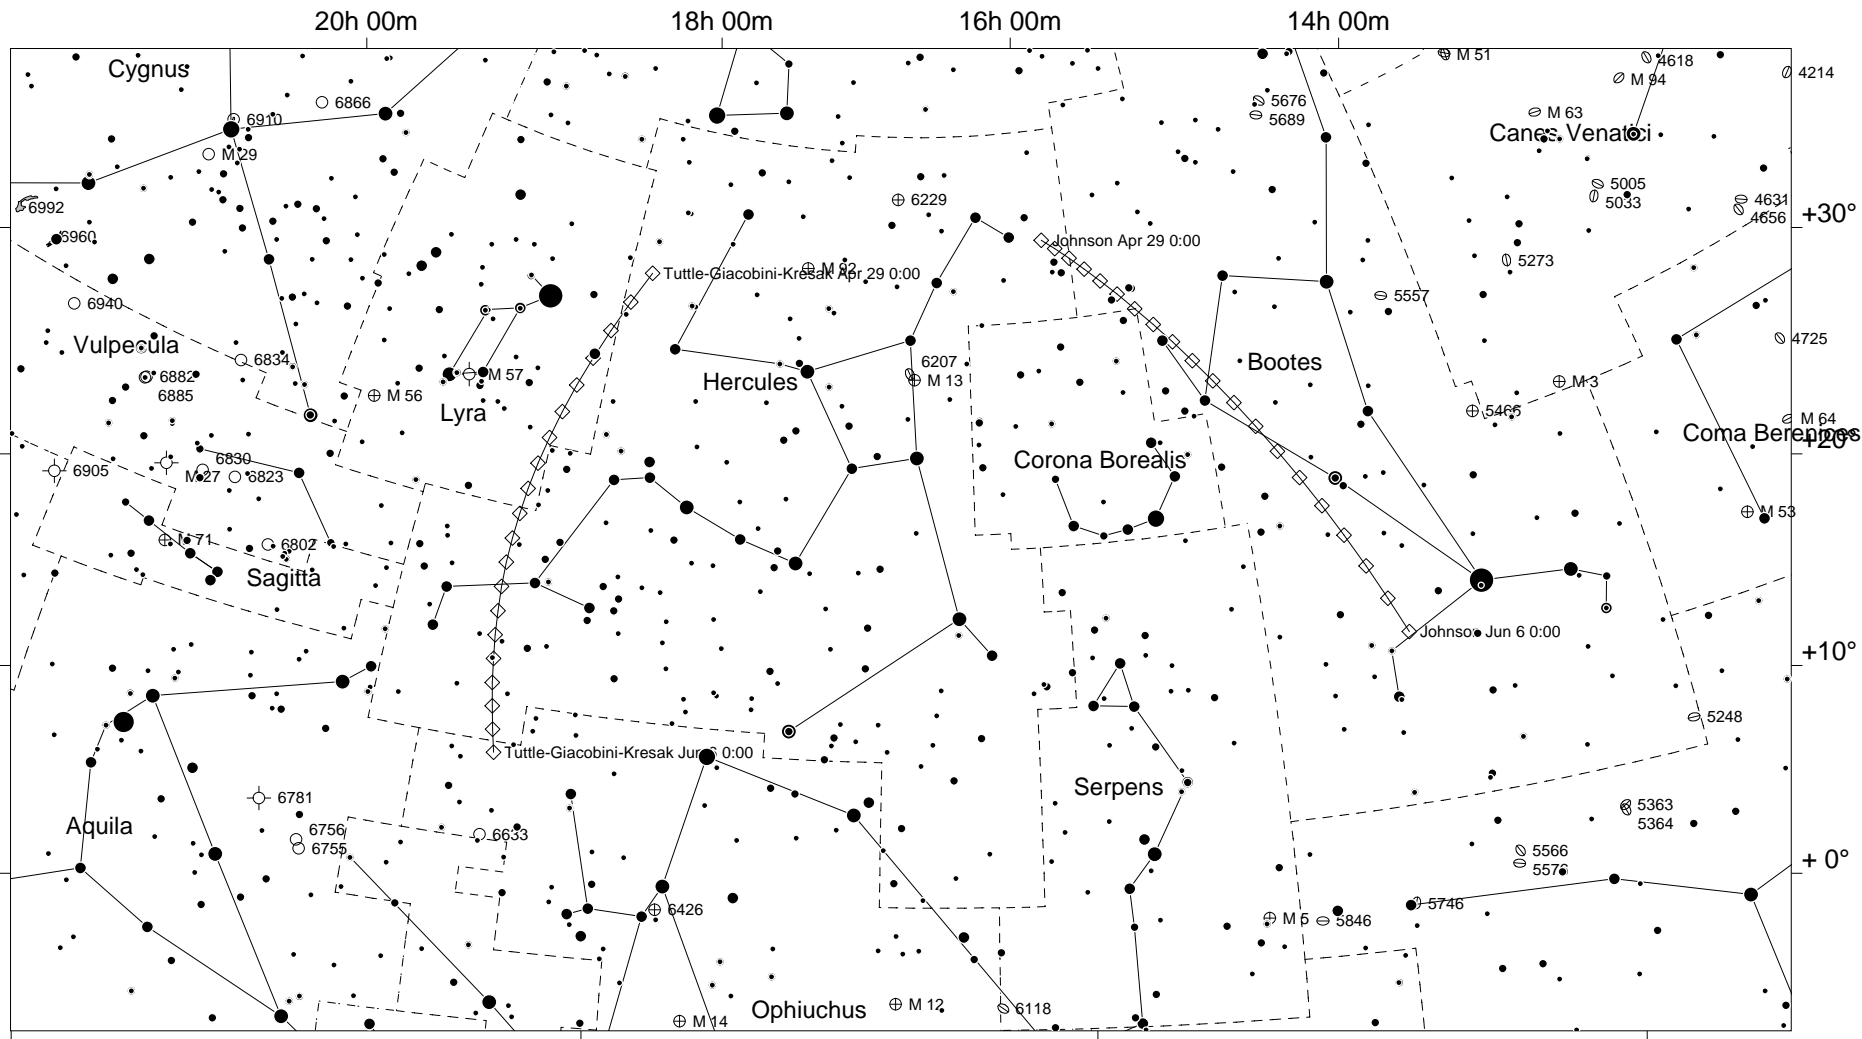 20h 00m 18h 00m 16h 00m 14h 00m
Cygnus
M 51
4618
4214
M 94
6866
5676
M 63
6910
5689
Canes Venatici
M 29
5005
5033
6992
6229
4631
4656
+30°
6960
Johnson Apr 29 0:00
5273
M 92
Tuttle-Giacobini-Kresak Apr 29 0:00
5557
6940
Vulpecula
4725
6834
Bootes
6207
6882
M 57
Hercules
M 13
M 3
6885
M 56
Lyra
5466
M 64
Coma Berenices
+20°
6830
Corona Borealis
6905
M 27
6823
M 53
M 71
6802
Sagitta
Johnson Jun 6 0:00
+10°
5248
Tuttle-Giacobini-Kresak Jun 6 0:00
Serpens
6781
5363
5364
Aquila
6756
6633
6755
5566
5576
+ 0°
6426
5746
M 5
5846
Ophiuchus
M 12
6118
M 14